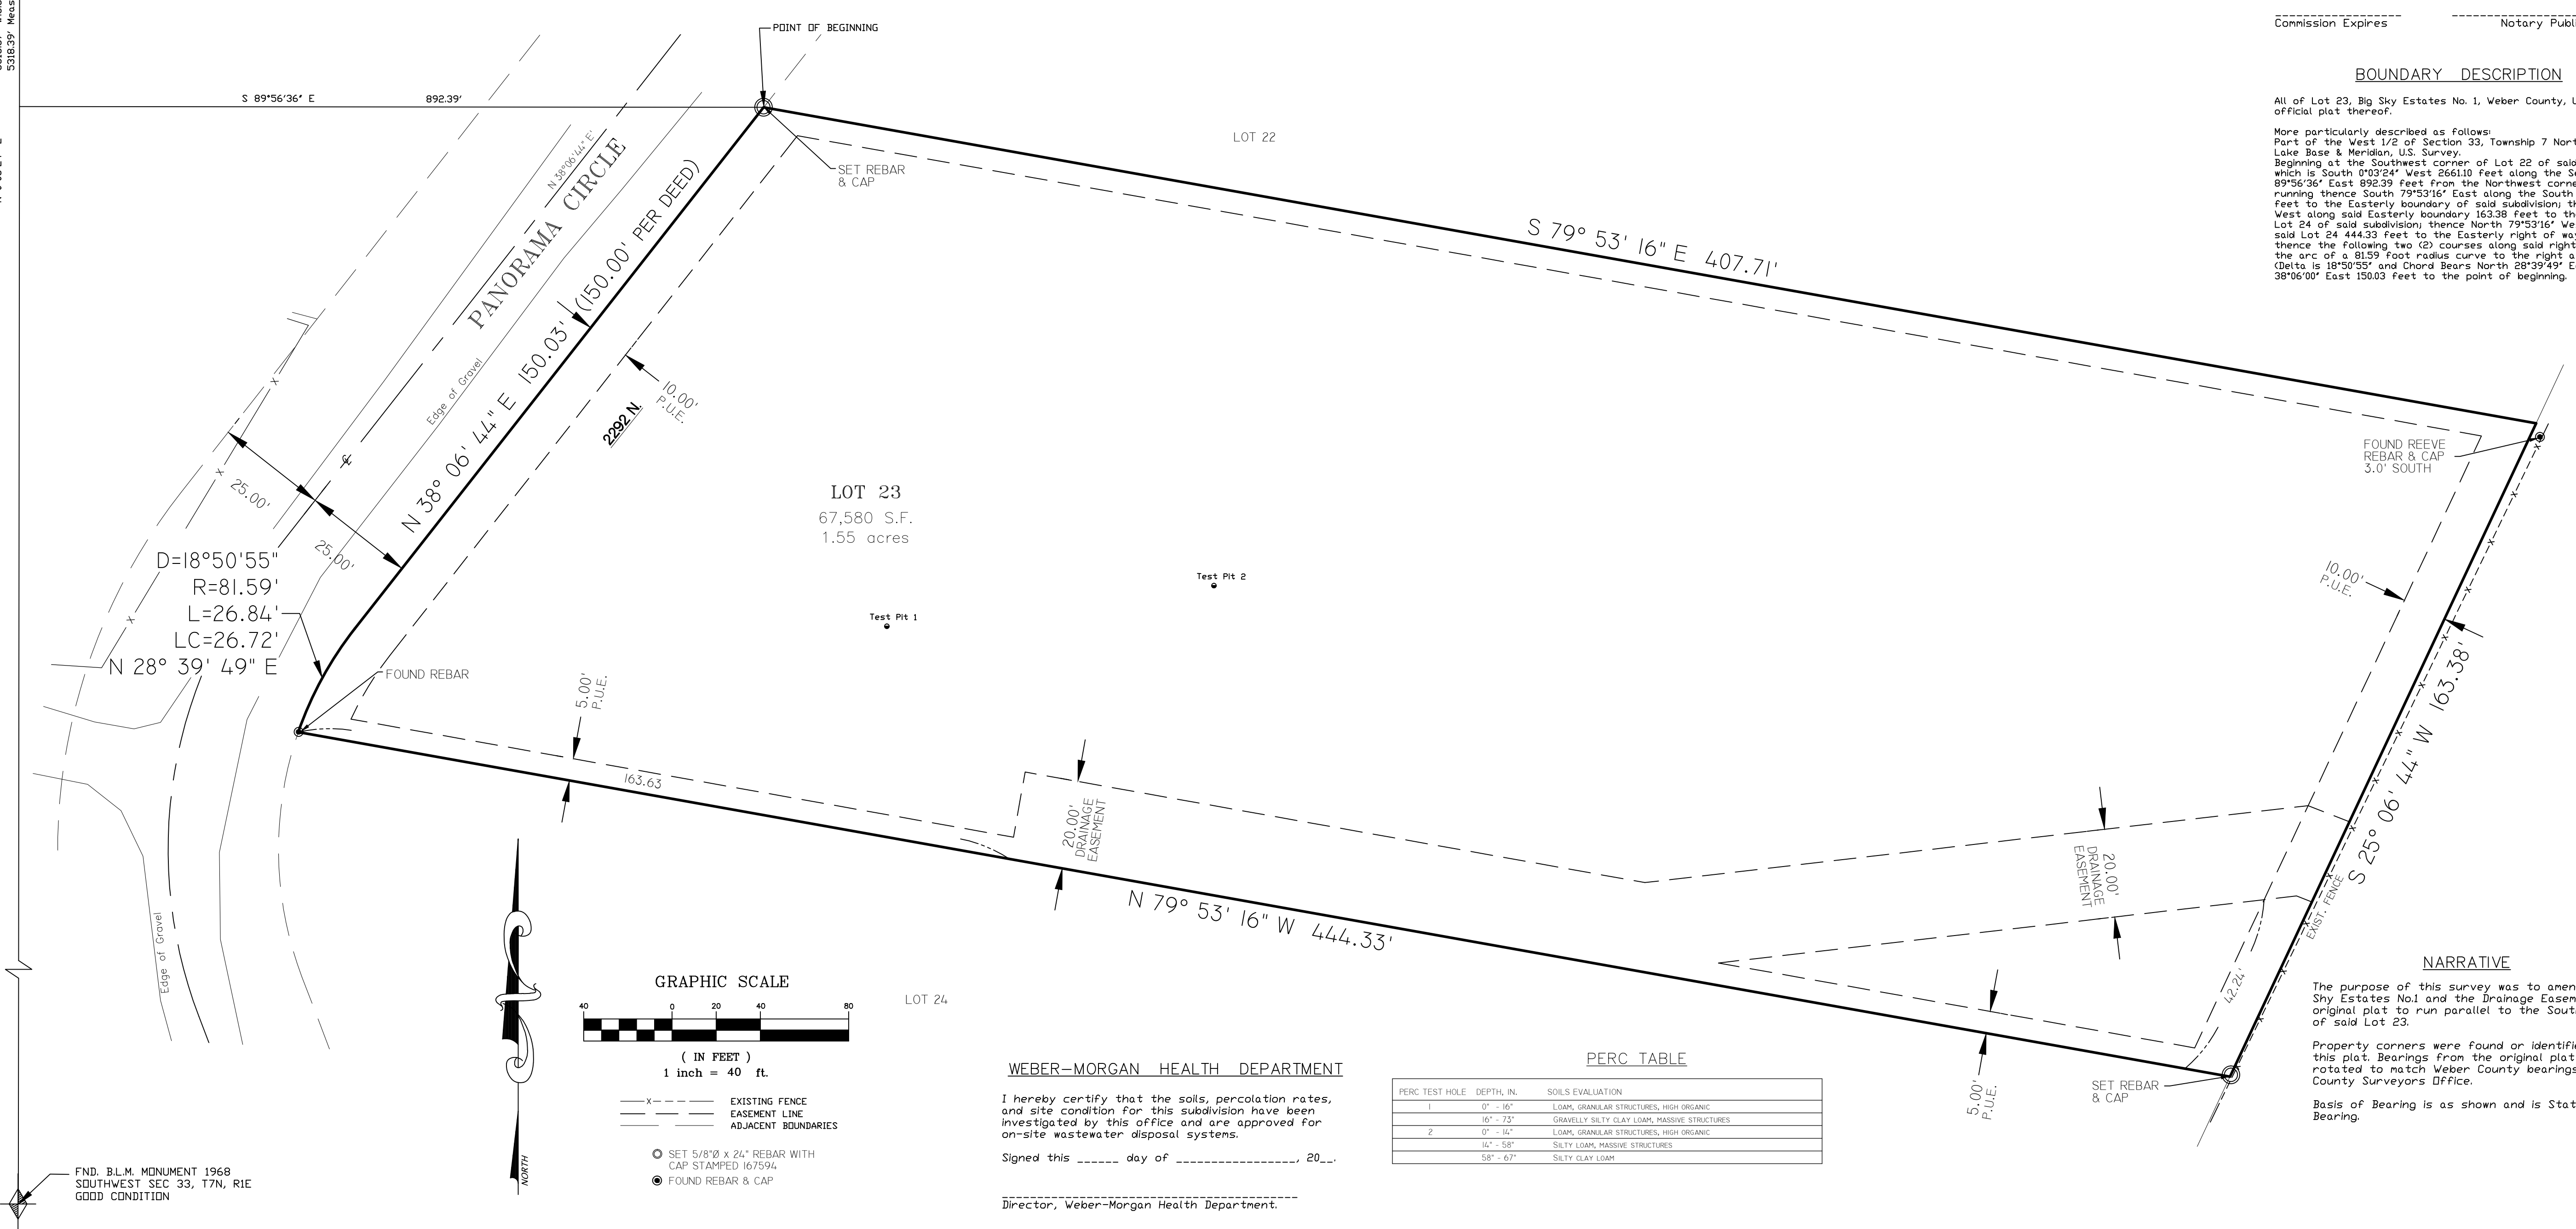 5318.39' Meas
POINT OF BEGINNING
S 89°56'36" E 892.39'
N 38°06'44" E'
PANORAMA CIRCLE
Edge of Gravel
N 38° 06' 44" E 150.03' (150.00' PER DEED)
SET REBAR
& CAP
LOT 22
S 79° 53' 16" E 407.71'
10.00'
P.U.E.
2292 N.
25.00'
25.00'
LOT 23
67,580 S.F.
1.55 acres
Test Pit 1
Test Pit 2
D=18°50'55"
R=81.59'
L=26.84'
LC=26.72'
N 28° 39' 49" E
FOUND REBAR
5.00'
P.U.E.
163.63
20.00'
DRAINAGE
EASEMENT
N 79° 53' 16" W 444.33'
FOUND REEVE
REBAR & CAP
3.0' SOUTH
10.00'
P.U.E.
S 25° 06' 44" W 163.38'
20.00'
DRAINAGE
EASEMENT
EXIST. FENCE
42.24'
5.00'
P.U.E.
SET REBAR
& CAP
Edge of Gravel
LOT 24
NORTH
GRAPHIC SCALE
40 0 20 40 80
( IN FEET )
1 inch = 40 ft.
EXISTING FENCE
EASEMENT LINE
ADJACENT BOUNDARIES
SET 5/8"Ø x 24" REBAR WITH
CAP STAMPED 167594
FOUND REBAR & CAP
FND. B.L.M. MONUMENT 1968
SOUTHWEST SEC 33, T7N, R1E
GOOD CONDITION
WEBER-MORGAN HEALTH DEPARTMENT
I hereby certify that the soils, percolation rates,
and site condition for this subdivision have been
investigated by this office and are approved for
on-site wastewater disposal systems.
Signed this ______ day of _________________, 20__.
Director, Weber-Morgan Health Department.
PERC TABLE
PERC TEST HOLE DEPTH, IN. SOILS EVALUATION
1 0" - 16" LOAM, GRANULAR STRUCTURES, HIGH ORGANIC
16" - 73" GRAVELLY SILTY CLAY LOAM, MASSIVE STRUCTURES
2 0" - 14" LOAM, GRANULAR STRUCTURES, HIGH ORGANIC
14" - 58" SILTY LOAM, MASSIVE STRUCTURES
58" - 67" SILTY CLAY LOAM
Commission Expires Notary Publi
BOUNDARY DESCRIPTION
All of Lot 23, Big Sky Estates No. 1, Weber County, U
official plat thereof.
More particularly described as follows:
Part of the West 1/2 of Section 33, Township 7 Nort
Lake Base & Meridian, U.S. Survey.
Beginning at the Southwest corner of Lot 22 of said
which is South 0°03'24" West 2661.10 feet along the Se
89°56'36" East 892.39 feet from the Northwest corne
running thence South 79°53'16" East along the South
feet to the Easterly boundary of said subdivision; th
West along said Easterly boundary 163.38 feet to the
Lot 24 of said subdivision; thence North 79°53'16" We
said Lot 24 444.33 feet to the Easterly right of way
thence the following two (2) courses along said right
the arc of a 81.59 foot radius curve to the right a
(Delta is 18°50'55" and Chord Bears North 28°39'49" E
38°06'00" East 150.03 feet to the point of beginning.
NARRATIVE
The purpose of this survey was to amen
Shy Estates No.1 and the Drainage Easem
original plat to run parallel to the South
of said Lot 23.
Property corners were found or identifie
this plat. Bearings from the original plat
rotated to match Weber County bearings
County Surveyors Office.
Basis of Bearing is as shown and is Stat
Bearing.